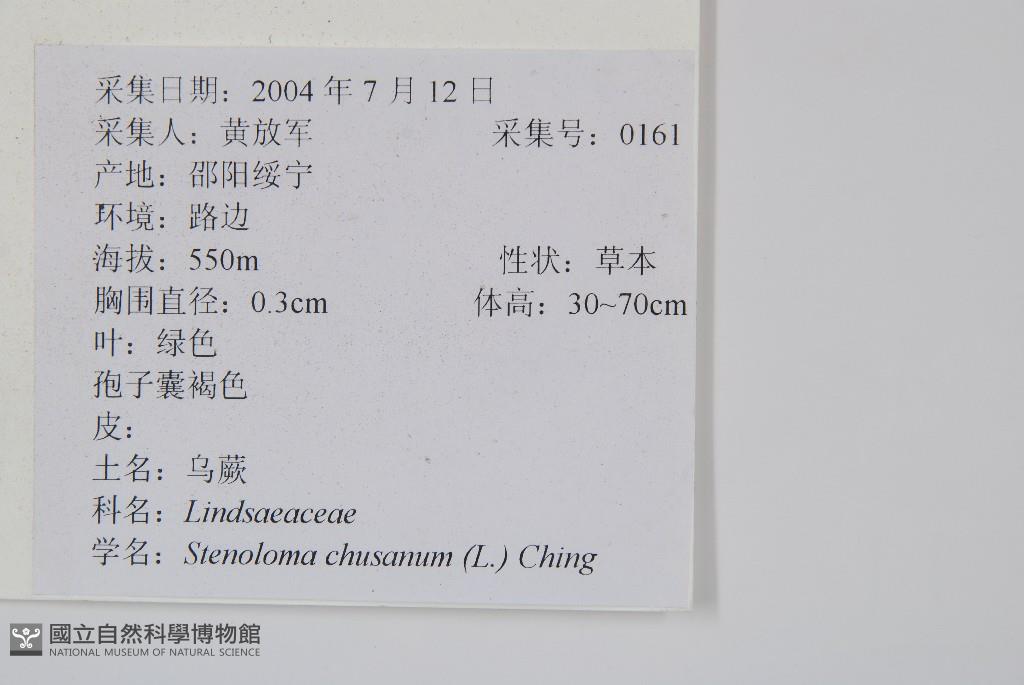 采集日期：2004 年 7 月 12 日
采集人：黄放军 采集号：0161
产地：邵阳绥宁
环境：路边
海拔：550m 性状：草本
胸围直径：0.3cm 体高：30~70cm
叶：绿色
孢子囊褐色
皮：
土名：乌蕨
科名：Lindsaeaceae
学名：Stenoloma chusanum (L.) Ching
國立自然科學博物館
NATIONAL MUSEUM OF NATURAL SCIENCE